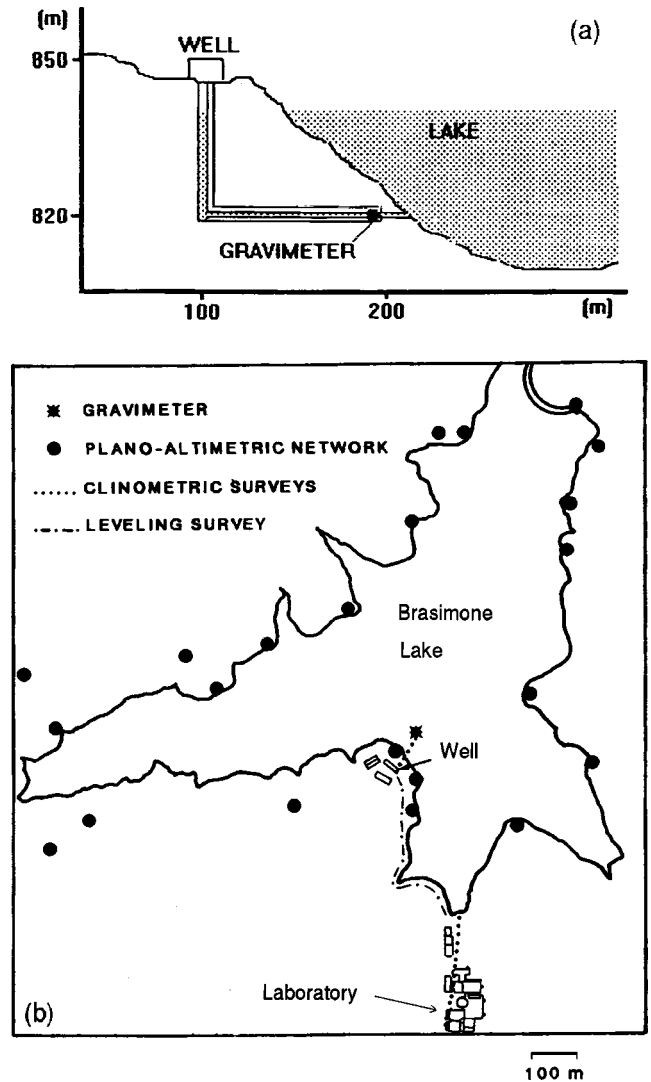 (m)
(a)
WELL
850
LAKE
820
GRAVIMETER
100
200
(m)
GRAVIMETER
PLANO-ALTIMETRIC NETWORK
CLINOMETRIC SURVEYS
LEVELING SURVEY
Brasimone
Lake
Well
Laboratory
(b)
100 m